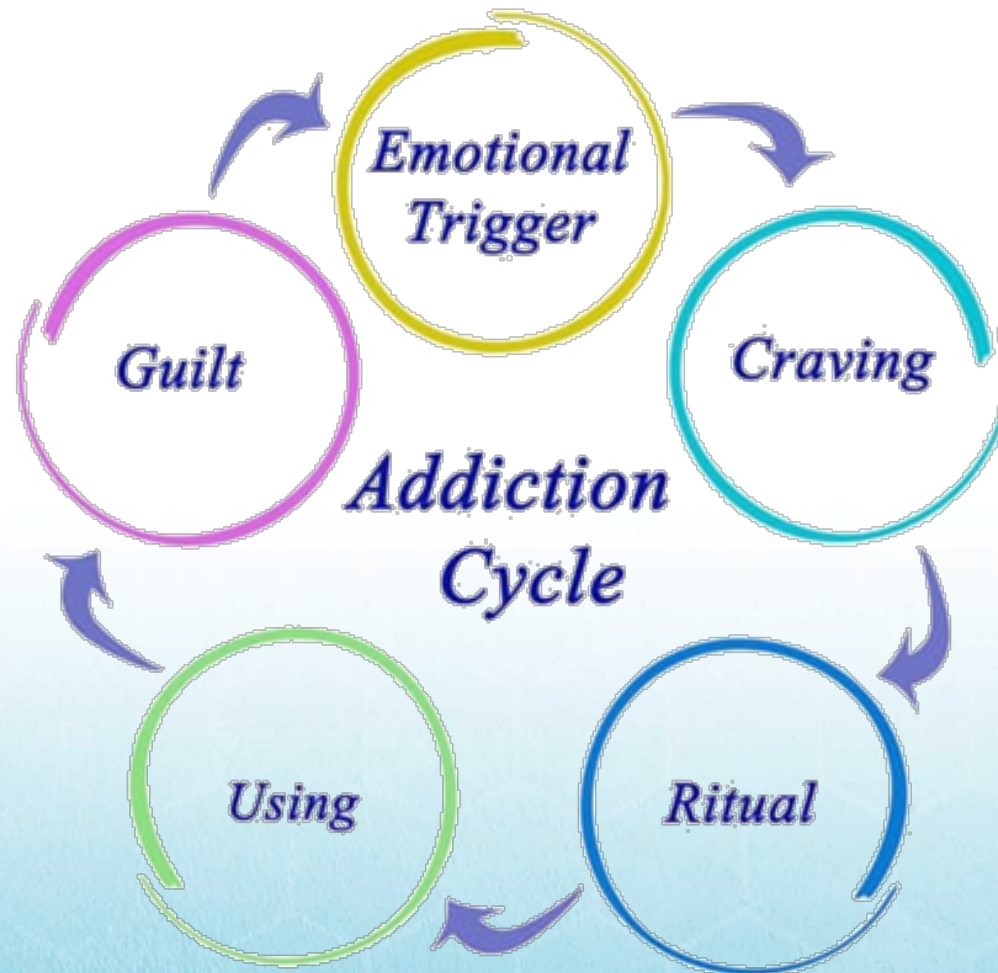 Emotional
Trigger
Craving
Ritual
Using
Guilt
Addiction
Cycle